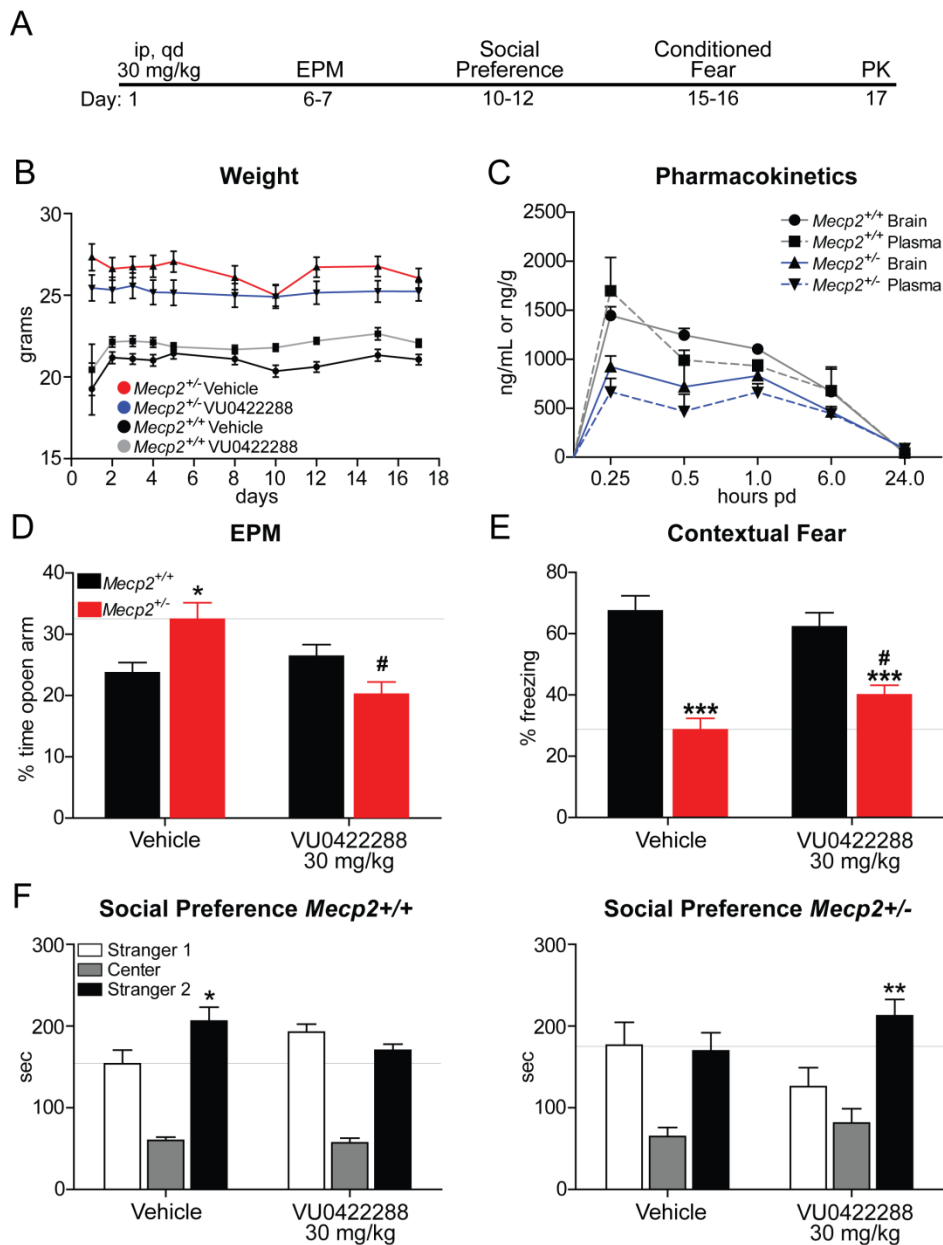 A
ip, qd
30 mg/kg
EPM
Social
Preference
Conditioned
Fear
PK
Day: 1
6-7
10-12
15-16
17
B
Weight
30
25
20
15
grams
Mecp2+/- Vehicle
Mecp2+/- VU0422288
Mecp2+/+ Vehicle
Mecp2+/+ VU0422288
0 2 4 6 8 10 12 14 16 18
days
C
Pharmacokinetics
2500
2000
1500
1000
500
0
ng/mL or ng/g
Mecp2+/+ Brain
Mecp2+/+ Plasma
Mecp2+/- Brain
Mecp2+/- Plasma
0.25 0.5 1.0 6.0 24.0
hours pd
D
EPM
40
30
20
10
0
% time opoen arm
Mecp2+/+
Mecp2+/-
*
#
Vehicle
VU0422288
30 mg/kg
E
Contextual Fear
80
60
40
20
0
% freezing
***
#
***
Vehicle
VU0422288
30 mg/kg
F
Social Preference Mecp2+/+
300
200
100
0
sec
Stranger 1
Center
Stranger 2
*
Vehicle
VU0422288
30 mg/kg
Social Preference Mecp2+/-
300
200
100
0
sec
**
Vehicle
VU0422288
30 mg/kg